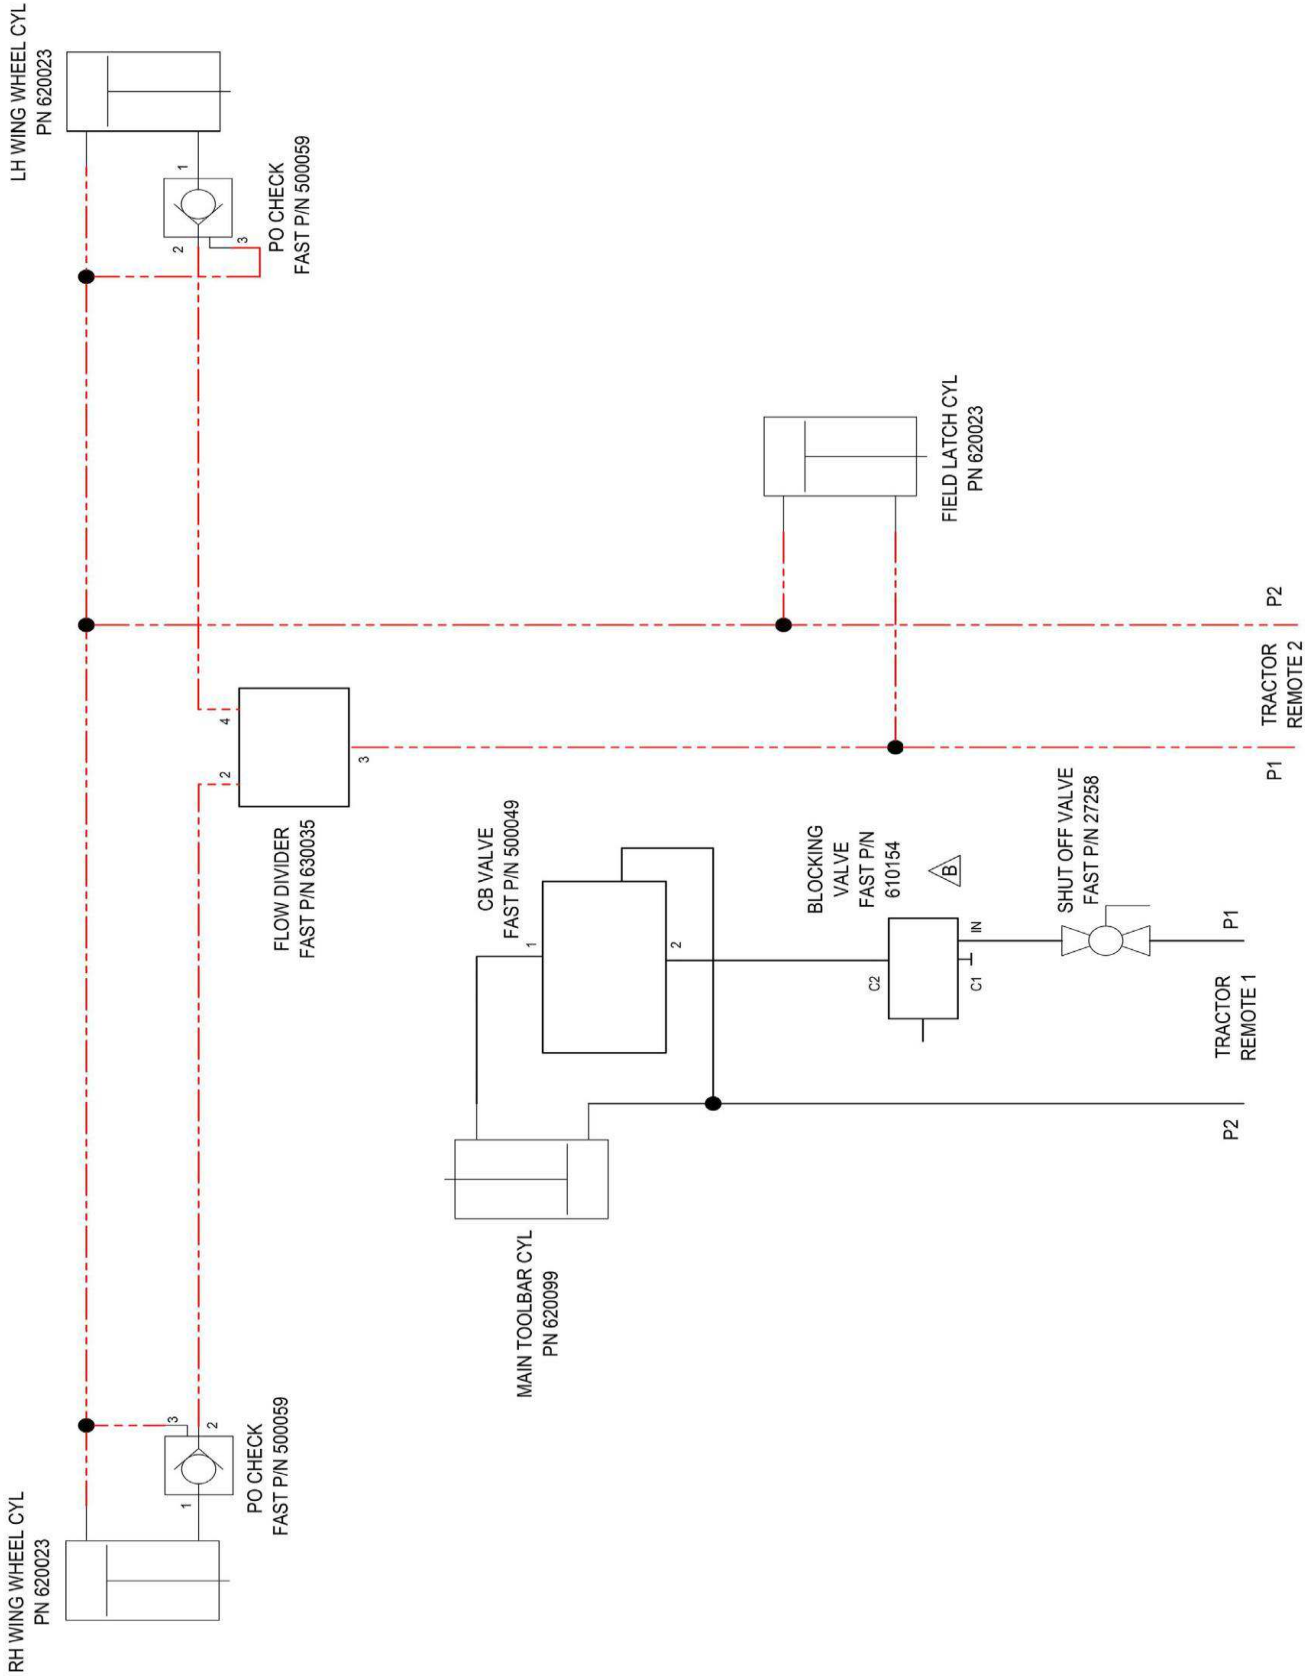 LH WING WHEEL CYL
PN 620023
1
2
3
PO CHECK
FAST P/N 500059
FIELD LATCH CYL
PN 620023
P2
TRACTOR
REMOTE 2
P1
4
2
3
FLOW DIVIDER
FAST P/N 630035
CB VALVE
FAST P/N 500049
1
2
BLOCKING
VALVE
FAST P/N
610154
B
C2
IN
C1
SHUT OFF VALVE
FAST P/N 27258
P1
TRACTOR
REMOTE 1
P2
MAIN TOOLBAR CYL
PN 620099
3
2
1
PO CHECK
FAST P/N 500059
RH WING WHEEL CYL
PN 620023